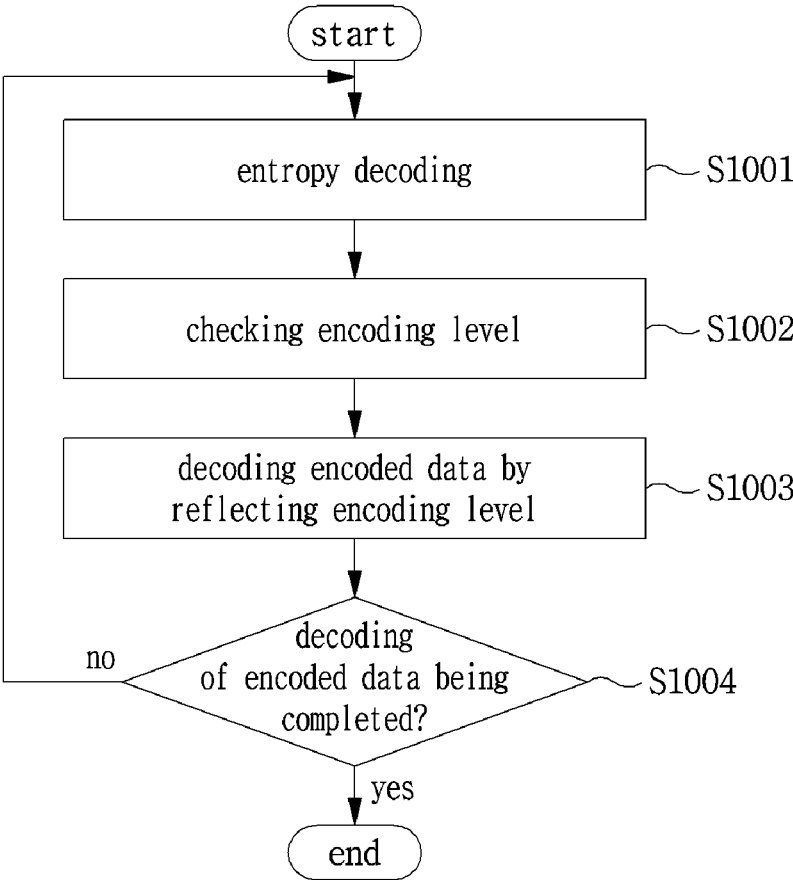 start
entropy decoding
S1001
checking encoding level
S1002
decoding encoded data by
reflecting encoding level
S1003
decoding
of encoded data being
completed?
S1004
no
yes
end